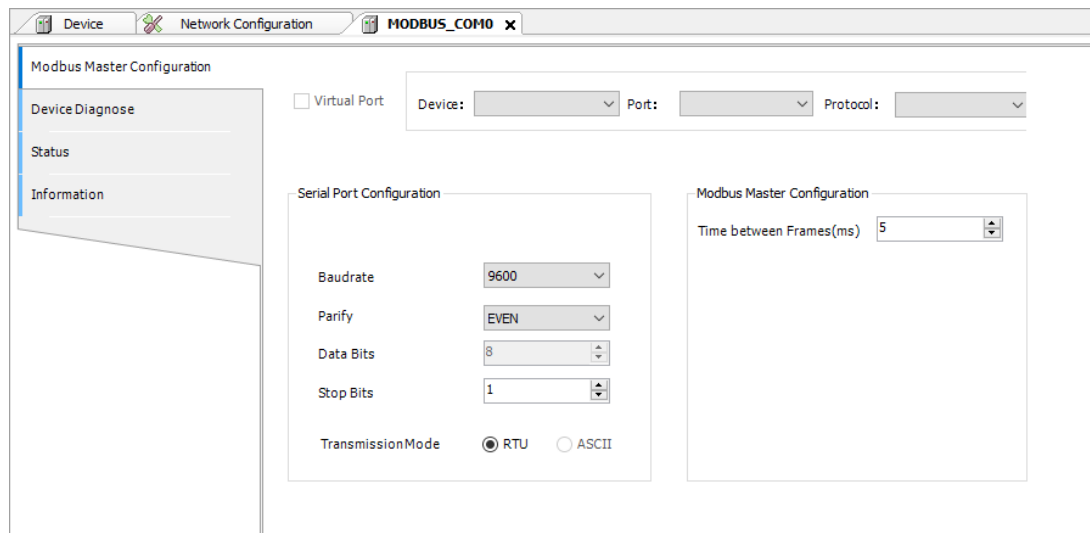 Device Network Configuration MODBUS_COM0 x
Modbus Master Configuration
Device Diagnose
Status
Information
Virtual Port Device: Port: Protocol:
Serial Port Configuration
Baudrate 9600
Parify EVEN
Data Bits 8
Stop Bits 1
TransmissionMode RTU ASCII
Modbus Master Configuration
Time between Frames(ms) 5